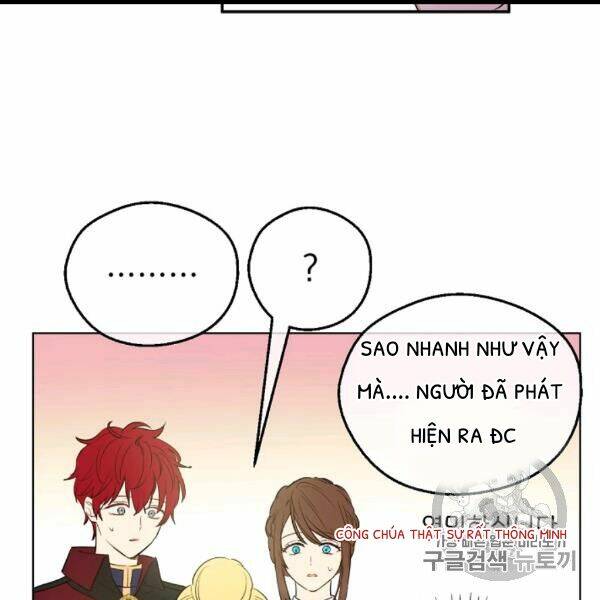 .........
?
SAO NHANH NHƯ VẬY
MÀ.... NGƯỜI ĐÃ PHÁT
HIỆN RA ĐC
CÔNG CHÚA THẬT SỰ RẤT THÔNG MINH
구글검색 뉴토끼